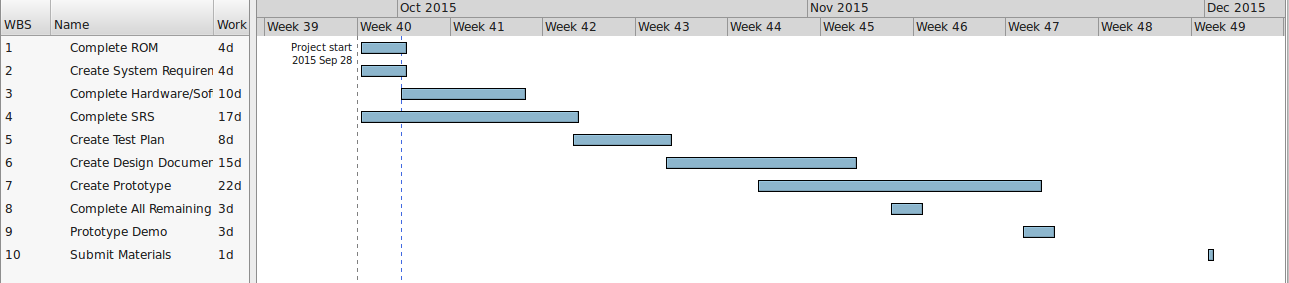 WBS Name Work
Oct 2015 Nov 2015 Dec 2015
Week 39 Week 40 Week 41 Week 42 Week 43 Week 44 Week 45 Week 46 Week 47 Week 48 Week 49
1 Complete ROM 4d
Project start
2015 Sep 28
2 Create System Requiren 4d
3 Complete Hardware/Sof 10d
4 Complete SRS 17d
5 Create Test Plan 8d
6 Create Design Documer 15d
7 Create Prototype 22d
8 Complete All Remaining 3d
9 Prototype Demo 3d
10 Submit Materials 1d